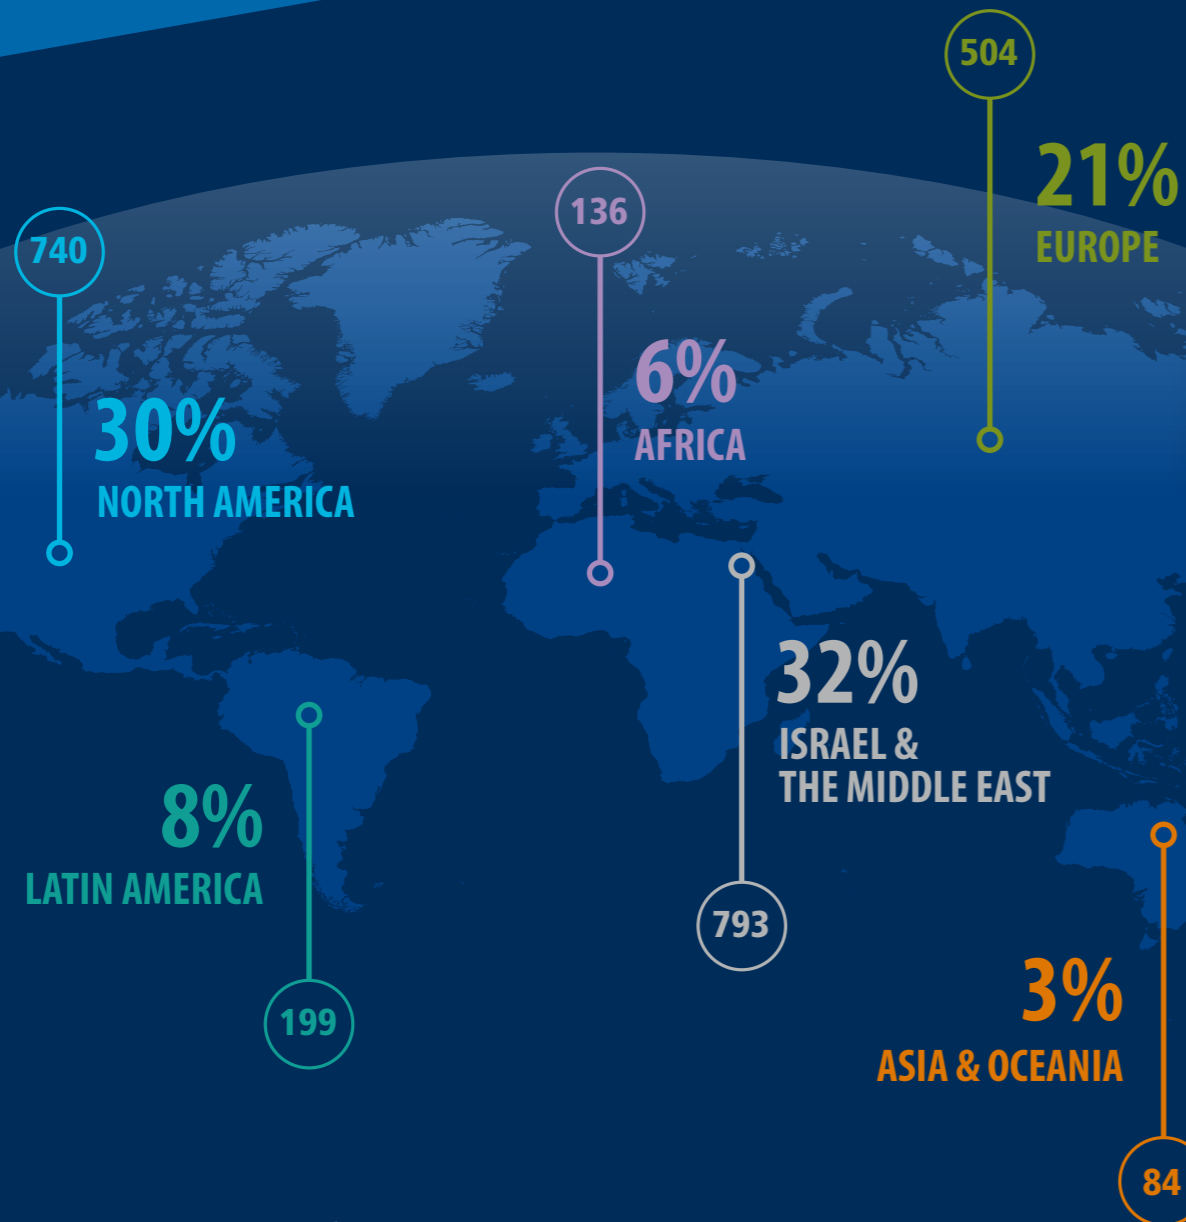 504
21%
EUROPE
136
740
6%
AFRICA
30%
NORTH AMERICA
32%
ISRAEL &
THE MIDDLE EAST
793
8%
LATIN AMERICA
199
3%
ASIA & OCEANIA
84